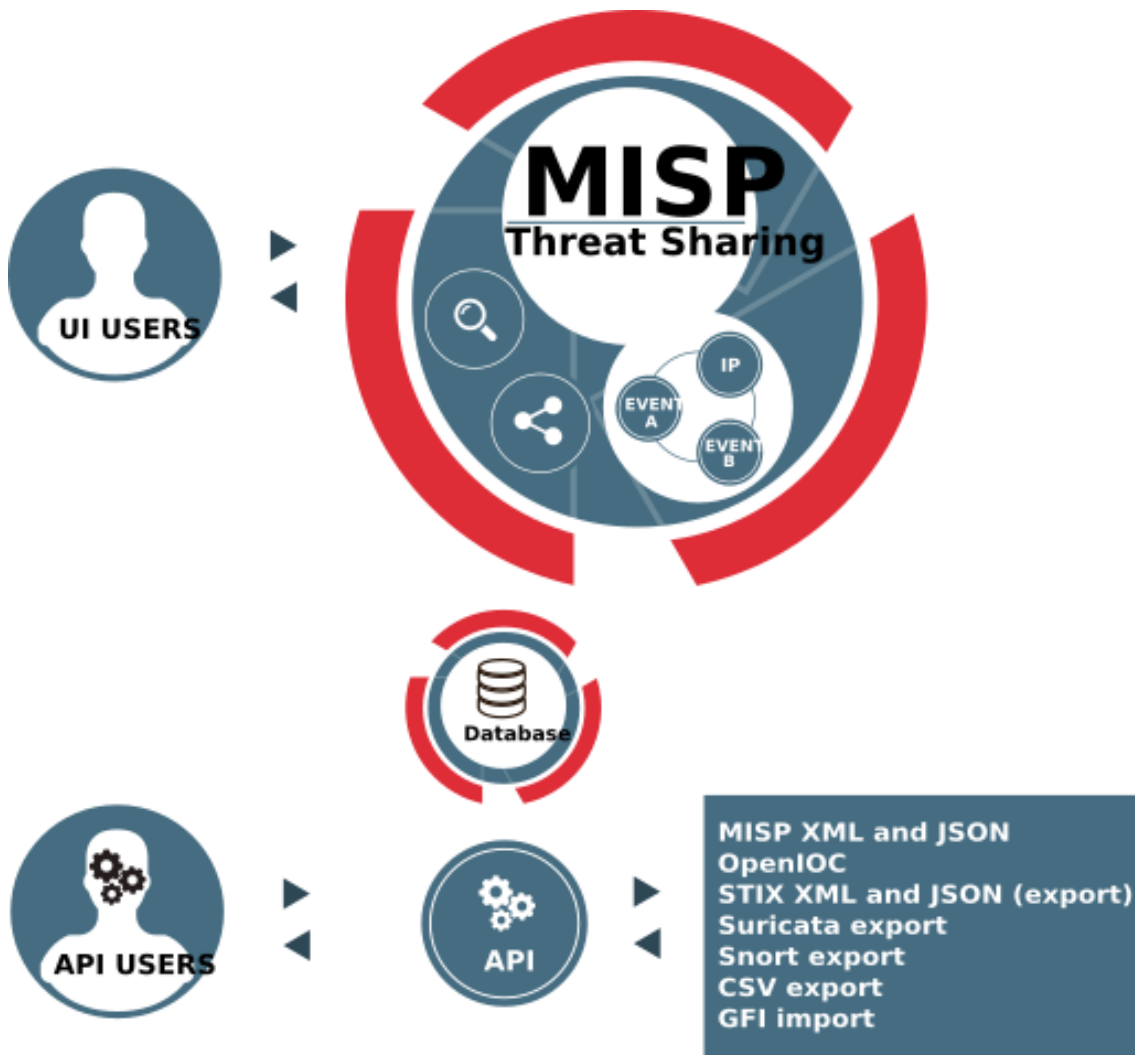 MISP
Threat Sharing
UI USERS
IP
EVENT
A
EVENT
B
Database
API USERS
API
MISP XML and JSON
OpenIOC
STIX XML and JSON (export)
Suricata export
Snort export
CSV export
GFI import